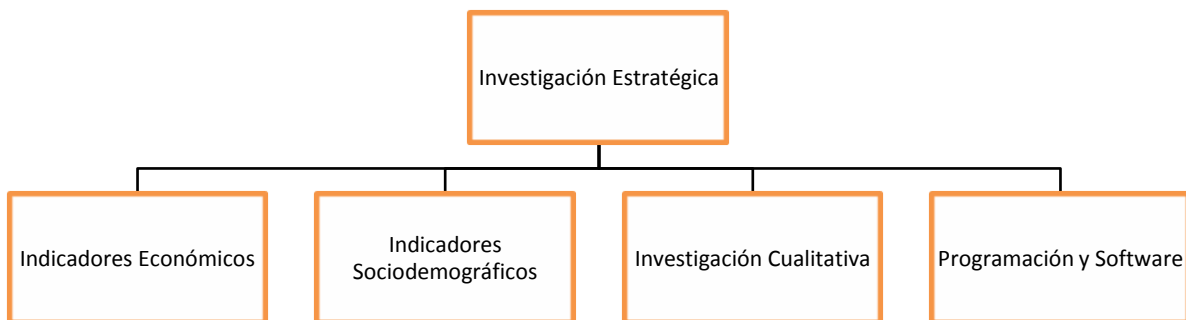 Investigación Estratégica
Indicadores Económicos
Indicadores
Sociodemográficos
Investigación Cualitativa
Programación y Software